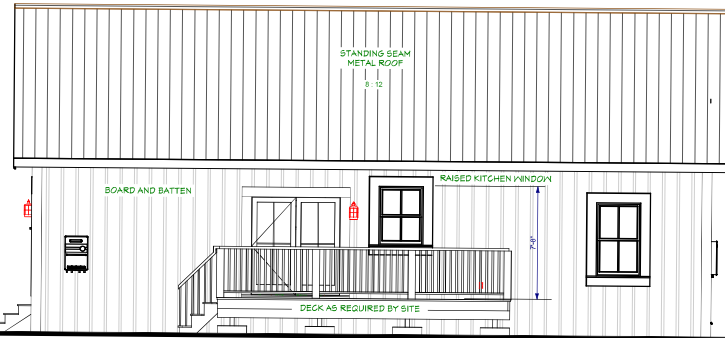 STANDING SEAM
METAL ROOF
8 : 12
BOARD AND BATTEN
RAISED KITCHEN WINDOW
7'-8"
DECK AS REQUIRED BY SITE